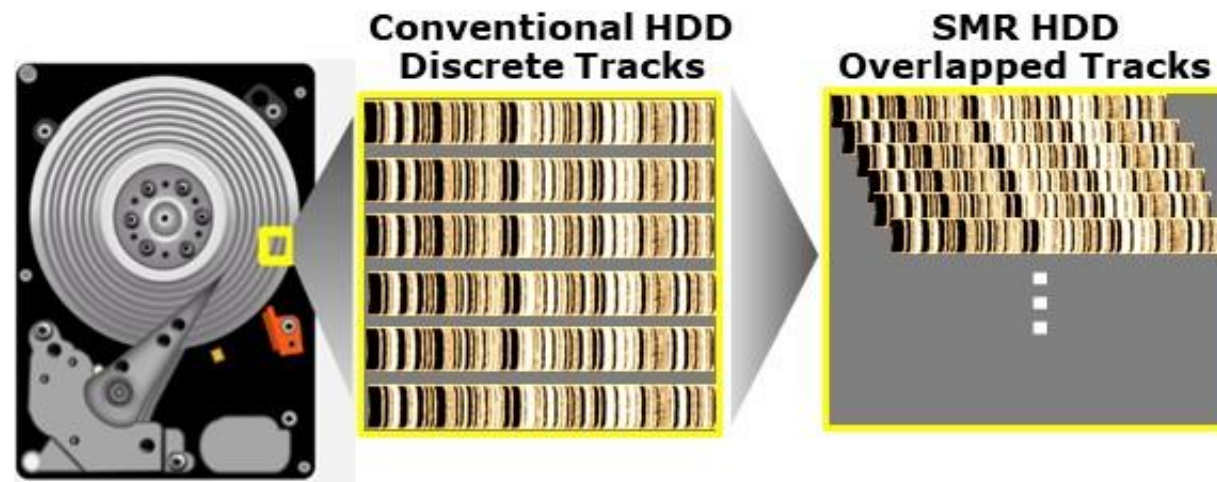 Conventional HDD
Discrete Tracks
SMR HDD
Overlapped Tracks